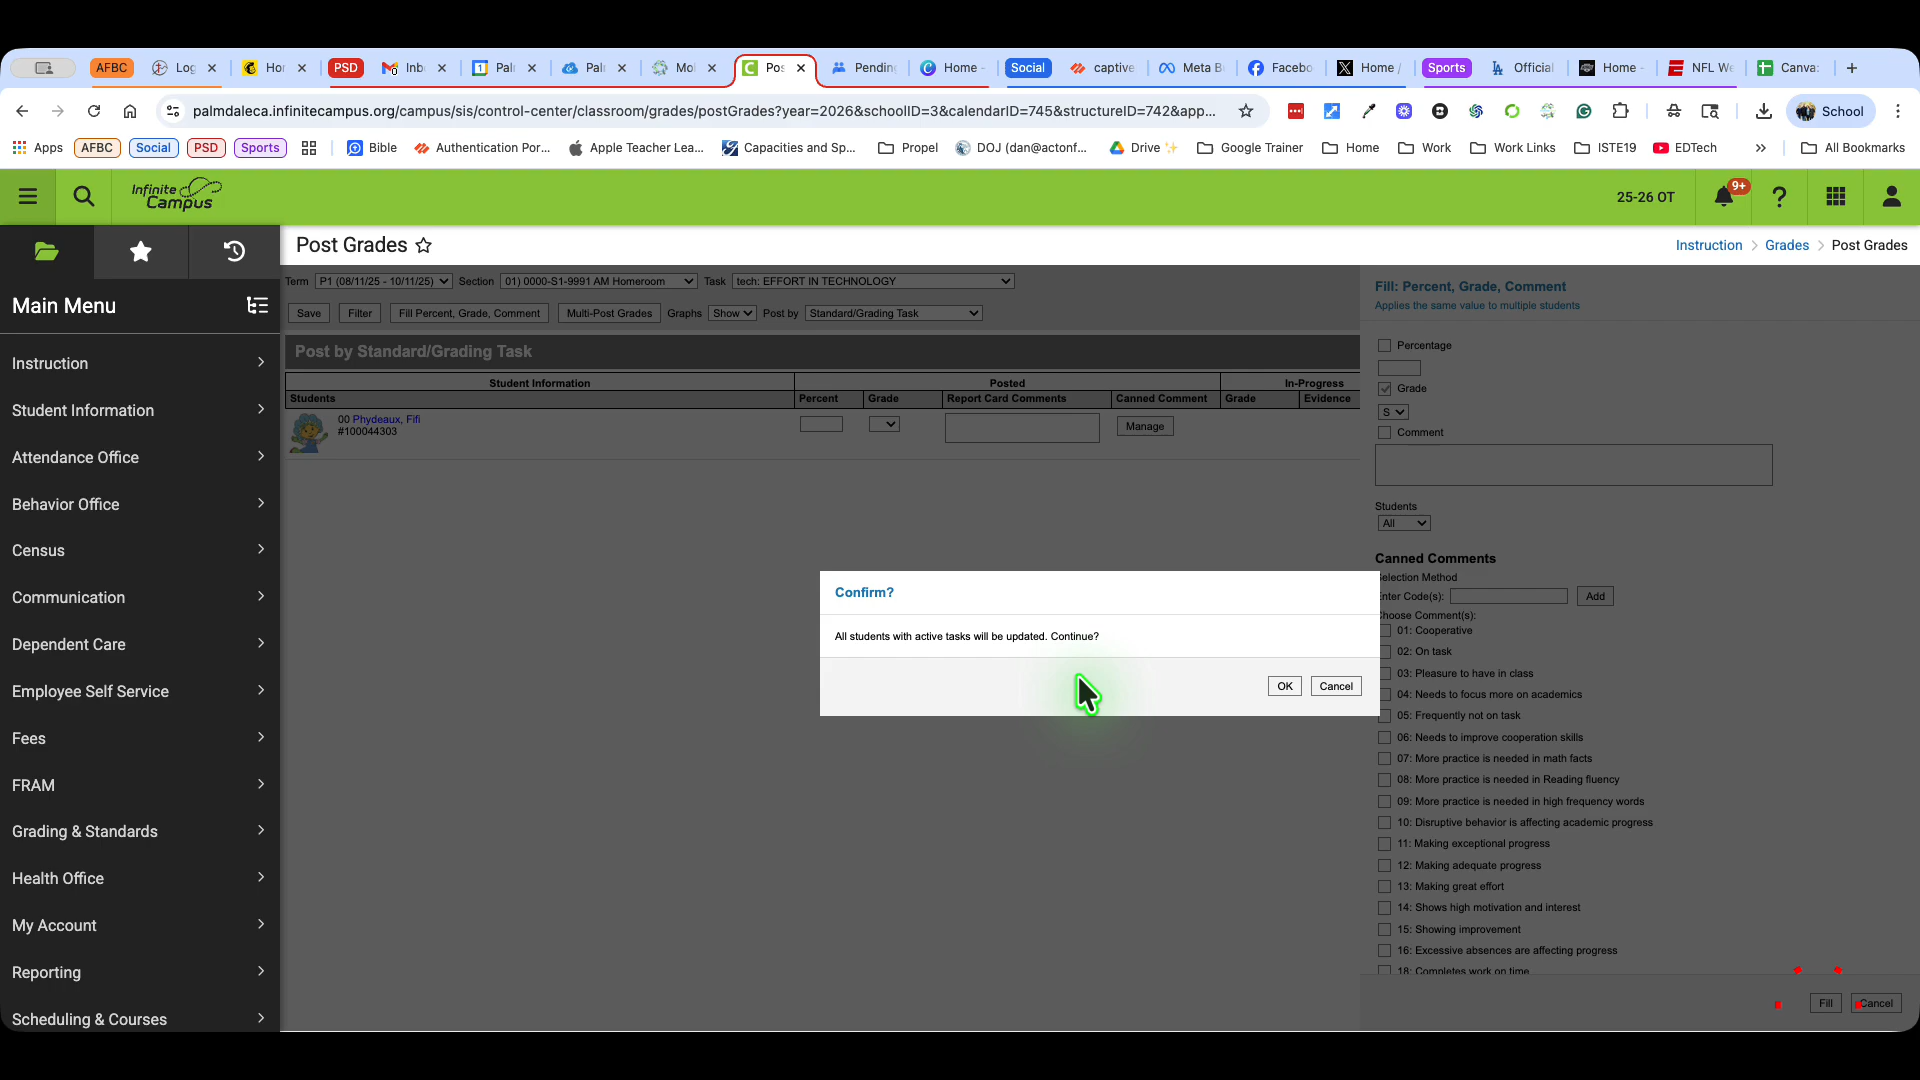 AFBC Log Hor PSD Inb Pal Pal Mo Pos Pending Home - Social captive Meta B Facebo Home / Sports Official Home - NFL We Canva:
palmdaleca.infinitecampus.org/campus/sis/control-center/classroom/grades/postGrades?year=2026&schoolID=3&calendarID=745&structureID=742&app... School
Apps AFBC Social PSD Sports Bible Authentication Por... Apple Teacher Lea... Capacities and Sp... Propel DOJ (dan@actonf... Drive Google Trainer Home Work Work Links ISTE19 EDTech » All Bookmarks
Infinite Campus 25-26 OT 9+ ?
Post Grades Instruction > Grades > Post Grades
Main Menu
Instruction
Student Information
Attendance Office
Behavior Office
Census
Communication
Dependent Care
Employee Self Service
Fees
FRAM
Grading & Standards
Health Office
My Account
Reporting
Scheduling & Courses
Term P1 (08/11/25 - 10/11/25) Section 01) 0000-S1-9991 AM Homeroom Task tech: EFFORT IN TECHNOLOGY
Save Filter Fill Percent, Grade, Comment Multi-Post Grades Graphs Show Post by Standard/Grading Task
Post by Standard/Grading Task
Student Information Posted In-Progress
Students Percent Grade Report Card Comments Canned Comment Grade Evidence
00 Phydeaux, Fifi
#100044303
Manage
Confirm?
All students with active tasks will be updated. Continue?
OK Cancel
Fill: Percent, Grade, Comment
Applies the same value to multiple students
Percentage
Grade
S
Comment
Students
All
Canned Comments
Selection Method
Enter Code(s): Add
Choose Comment(s):
01: Cooperative
02: On task
03: Pleasure to have in class
04: Needs to focus more on academics
05: Frequently not on task
06: Needs to improve cooperation skills
07: More practice is needed in math facts
08: More practice is needed in Reading fluency
09: More practice is needed in high frequency words
10: Disruptive behavior is affecting academic progress
11: Making exceptional progress
12: Making adequate progress
13: Making great effort
14: Shows high motivation and interest
15: Showing improvement
16: Excessive absences are affecting progress
18: Completes work on time
Fill Cancel